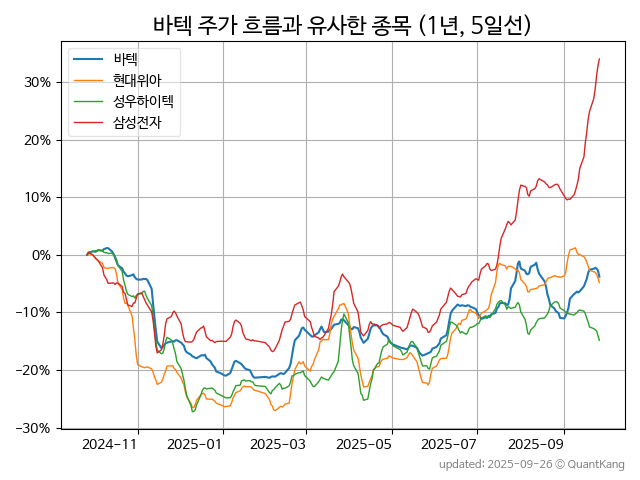 바텍 주가 흐름과 유사한 종목 (1년, 5일선)
바텍
현대위아
성우하이텍
삼성전자
30%
20%
10%
0%
−10%
−20%
−30%
2024-11
2025-01
2025-03
2025-05
2025-07
2025-09
updated: 2025-09-26 © QuantKang